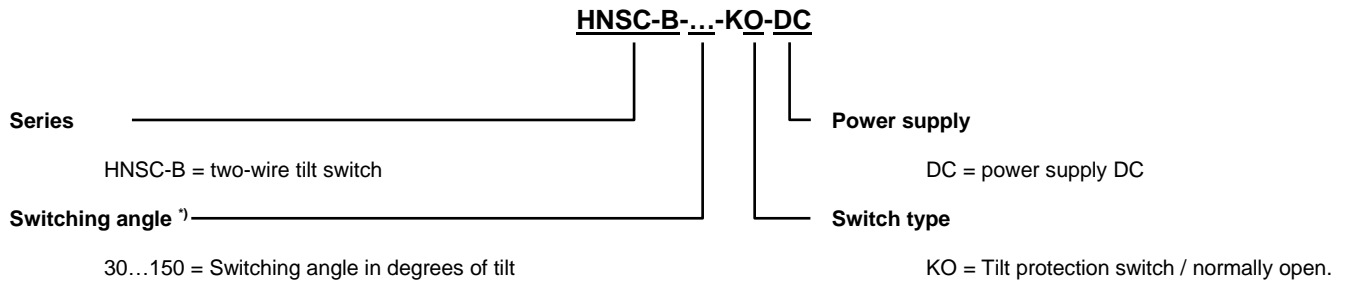 HNSC-B-…-KO-DC
Series
Power supply
HNSC-B = two-wire tilt switch
DC = power supply DC
Switching angle *)
Switch type
30…150 = Switching angle in degrees of tilt
KO = Tilt protection switch / normally open.